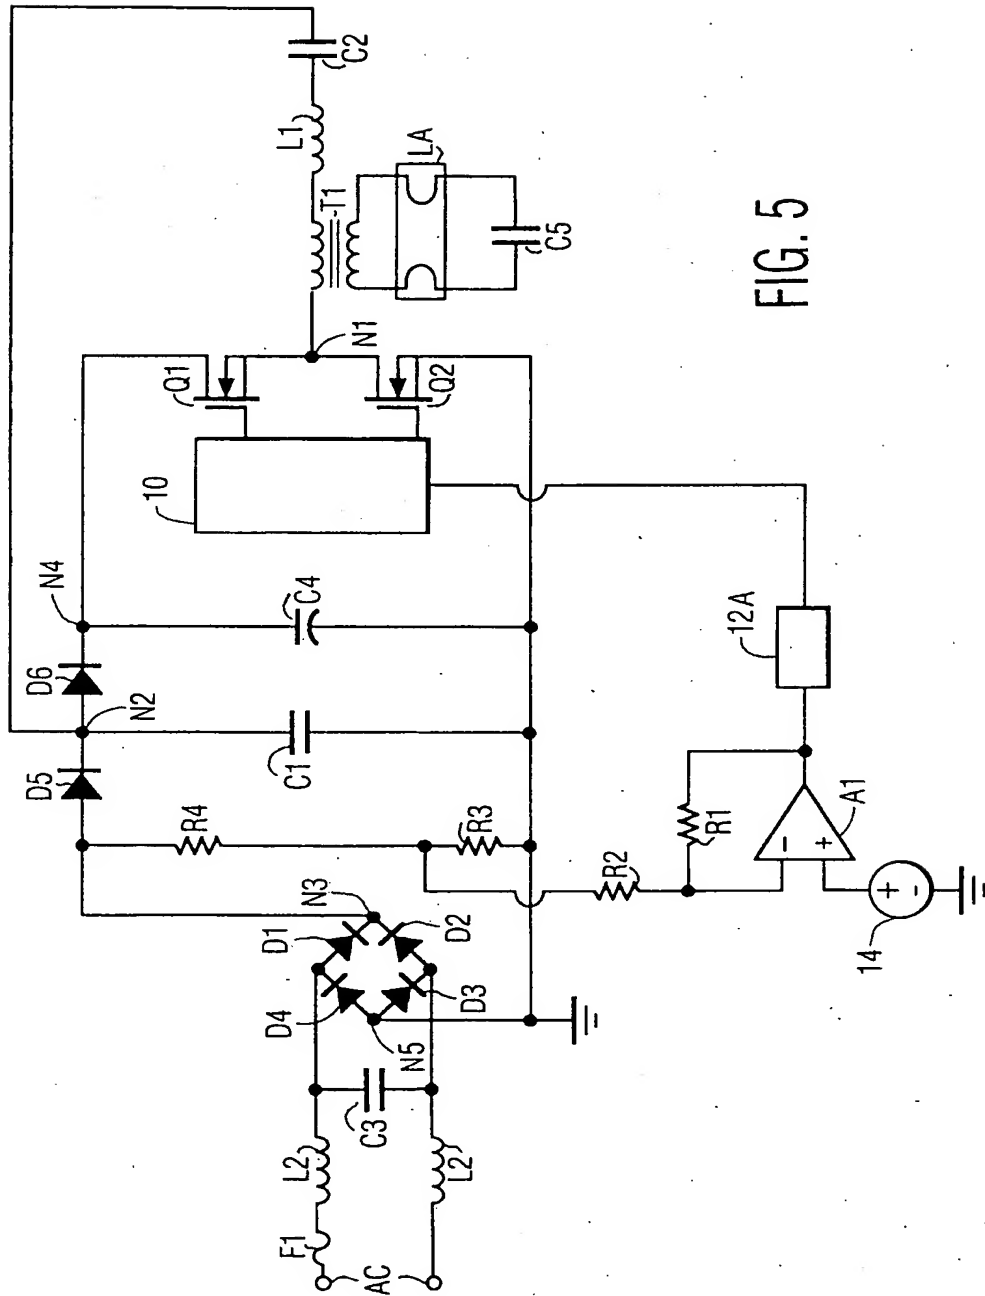 C2
L1
T1
LA
C5
FIG. 5
N1
Q1
Q2
10
N4
C4
D6
N2
C1
D5
R4
R3
12A
R1
A1
R2
-
+
+
-
14
N3
D1
D2
D4
D3
N5
C3
L2
L2
F1
AC